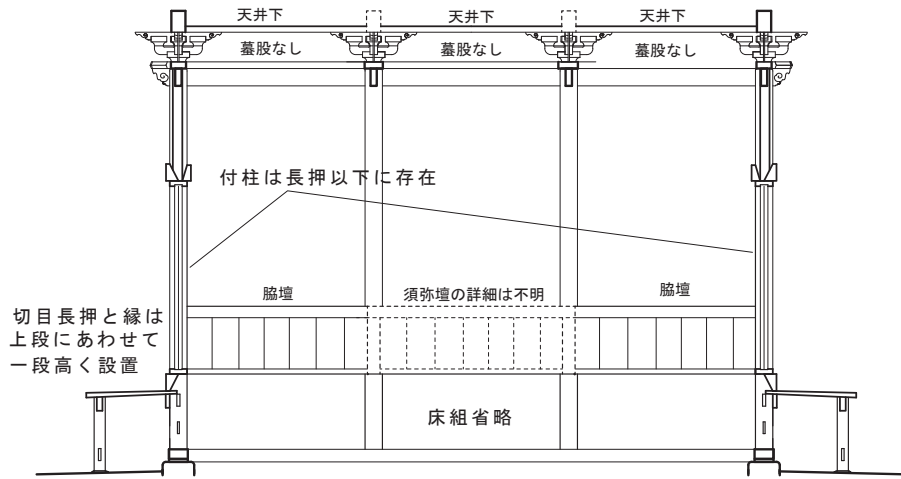 天井下
天井下
天井下
蟇股なし
蟇股なし
蟇股なし
付柱は長押以下に存在
脇壇
須弥壇の詳細は不明
脇壇
切目長押と縁は
上段にあわせて
一段高く設置
床組省略